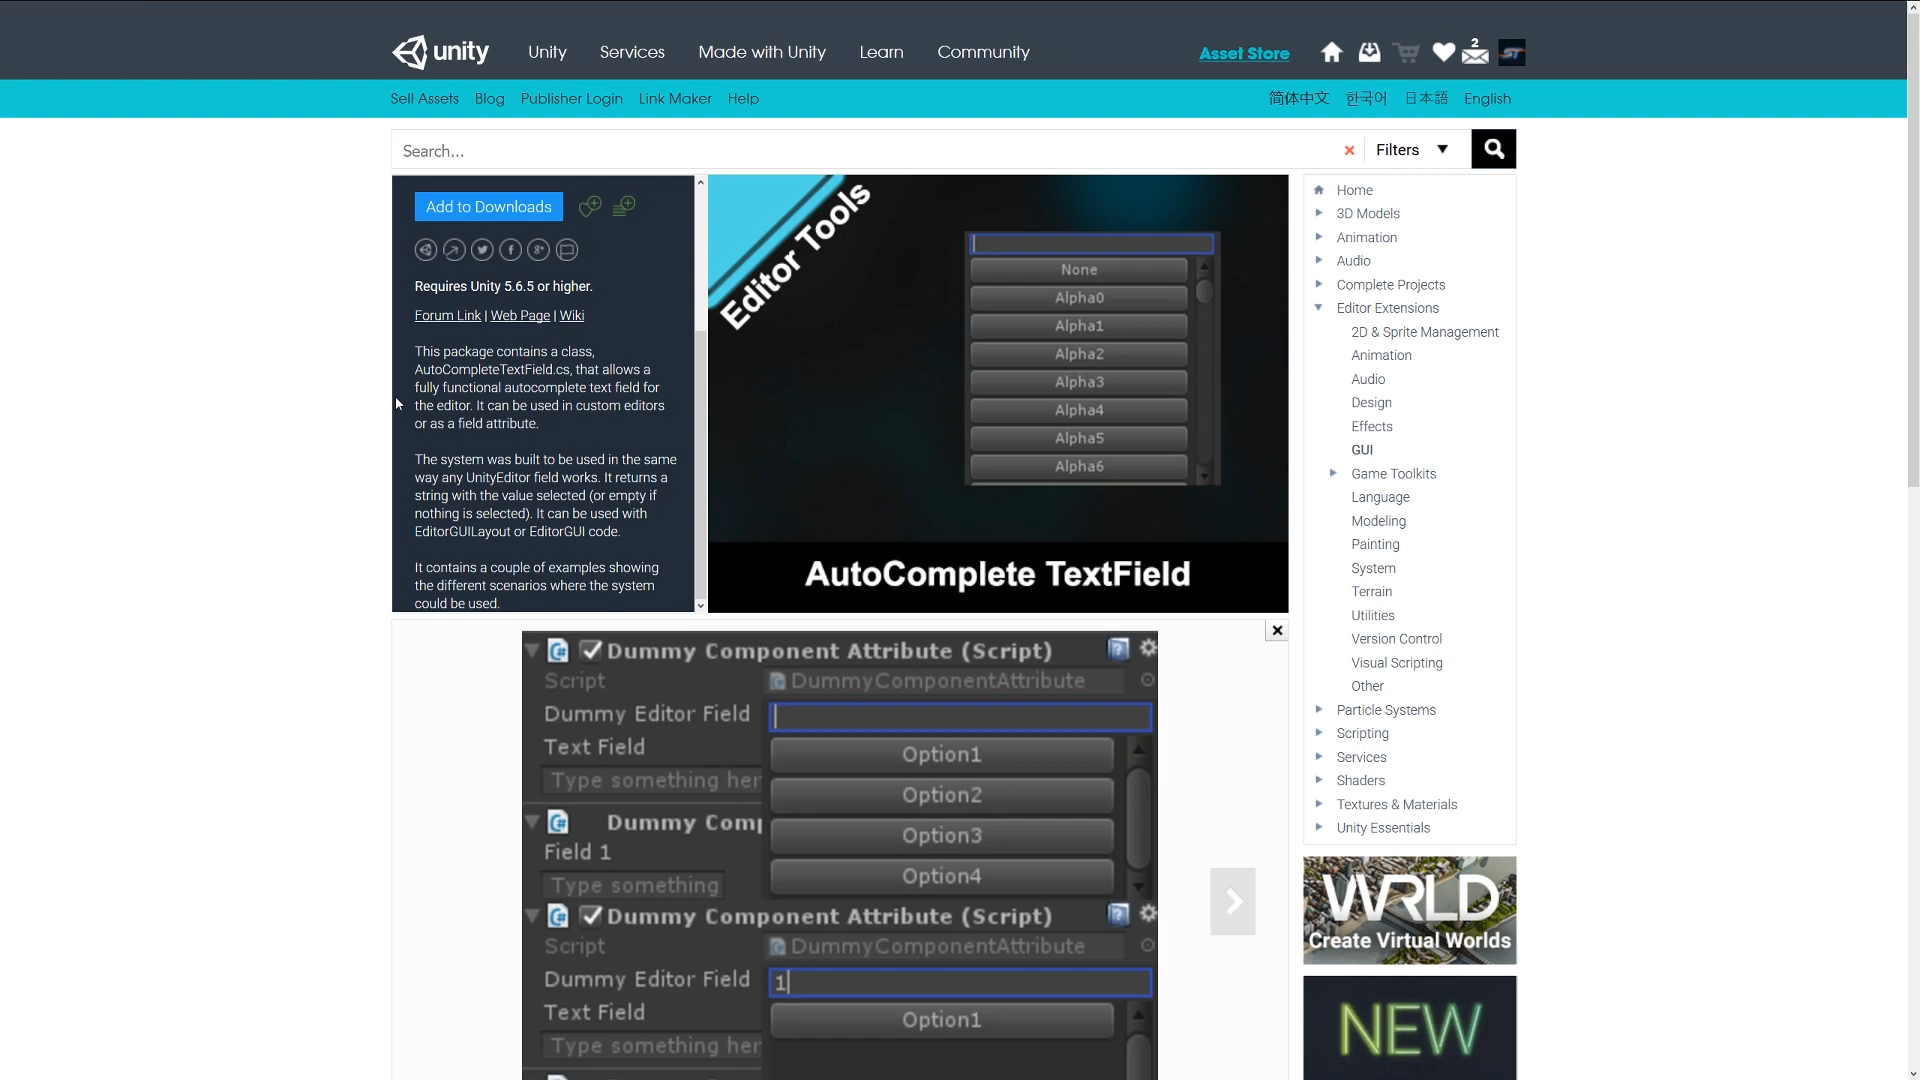 unity
Unity
Services
Made with Unity
Learn
Community
Asset Store
2
ST
Sell Assets
Blog
Publisher Login
Link Maker
Help
简体中文
한국어
日本語
English
Search...
Filters
Add to Downloads
Requires Unity 5.6.5 or higher.
Forum Link | Web Page | Wiki
This package contains a class,
AutoCompleteTextField.cs, that allows a
fully functional autocomplete text field for
the editor. It can be used in custom editors
or as a field attribute.
The system was built to be used in the same
way any UnityEditor field works. It returns a
string with the value selected (or empty if
nothing is selected). It can be used with
EditorGUILayout or EditorGUI code.
It contains a couple of examples showing
the different scenarios where the system
could be used.
Editor Tools
None
Alpha0
Alpha1
Alpha2
Alpha3
Alpha4
Alpha5
Alpha6
AutoComplete TextField
Home
3D Models
Animation
Audio
Complete Projects
Editor Extensions
2D & Sprite Management
Animation
Audio
Design
Effects
GUI
Game Toolkits
Language
Modeling
Painting
System
Terrain
Utilities
Version Control
Visual Scripting
Other
Particle Systems
Scripting
Services
Shaders
Textures & Materials
Unity Essentials
Dummy Component Attribute (Script)
Script
DummyComponentAttribute
Dummy Editor Field
Text Field
Type something her
Option1
Option2
Option3
Option4
Dummy Comp
Field 1
Type something
Dummy Component Attribute (Script)
Script
DummyComponentAttribute
Dummy Editor Field
1
Text Field
Type something her
Option1
WRLD
Create Virtual Worlds
NEW